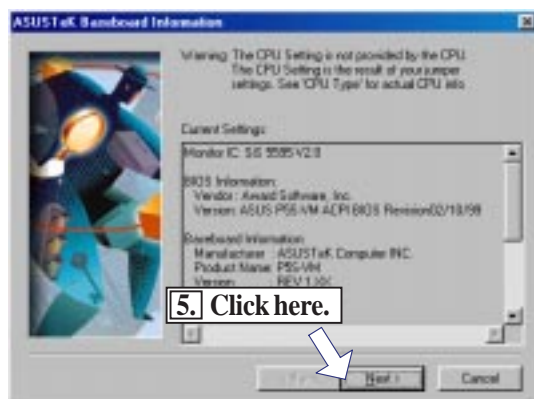 ASUSTeK Baseboard Information
Warning: The CPU Setting is not provided by the CPU.
The CPU Setting is the result of your jumper
settings. See 'CPU Type' for actual CPU info.
Current Settings:
Monitor IC: SiS 5595 V2.0
BIOS Information:
Vendor : Award Software, Inc.
Version: ASUS P5S-VM ACPI BIOS Revision02/10/99
Baseboard Information
Manufacturer : ASUSTeK Computer INC.
Product Name: P5S-VM
Version : REV 1.XX
5. Click here.
Next >
Cancel